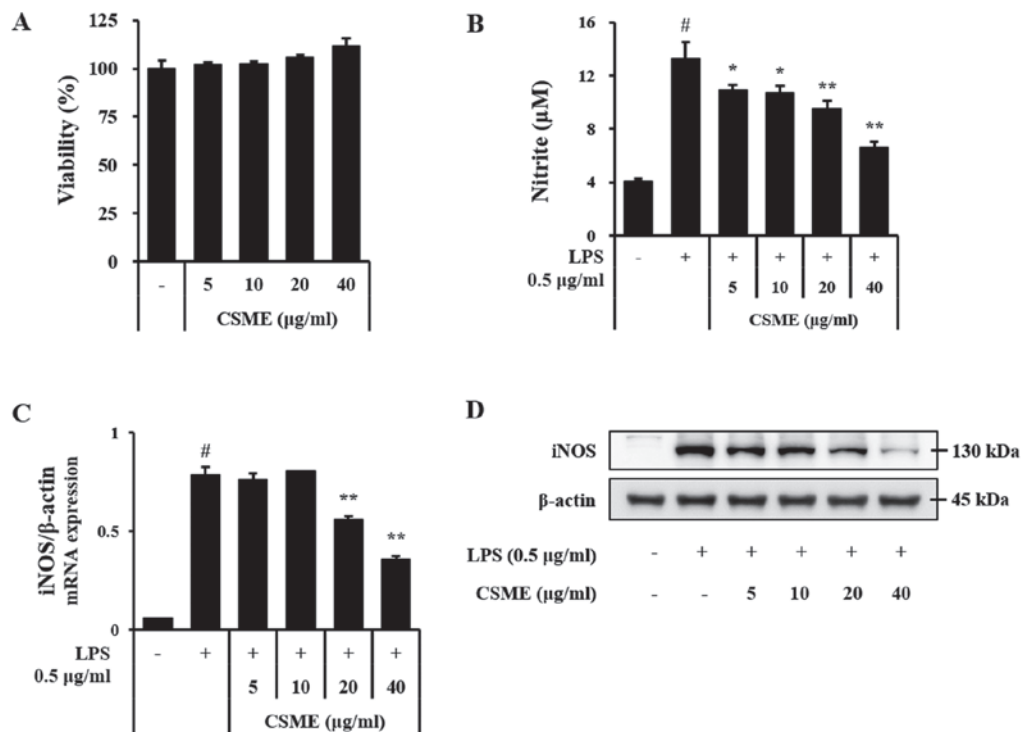 A
Viability (%)
125
100
75
50
25
0
- 5 10 20 40
CSME (µg/ml)
B
Nitrite (µM)
16
12
8
4
0
#
* * ** **
LPS
0.5 µg/ml
- + + + + +
5 10 20 40
CSME (µg/ml)
C
iNOS/β-actin
mRNA expression
1
0.5
0
#
** **
LPS
0.5 µg/ml
- + + + + +
5 10 20 40
CSME (µg/ml)
D
iNOS 130 kDa
β-actin 45 kDa
LPS (0.5 µg/ml) - + + + + +
CSME (µg/ml) - - 5 10 20 40